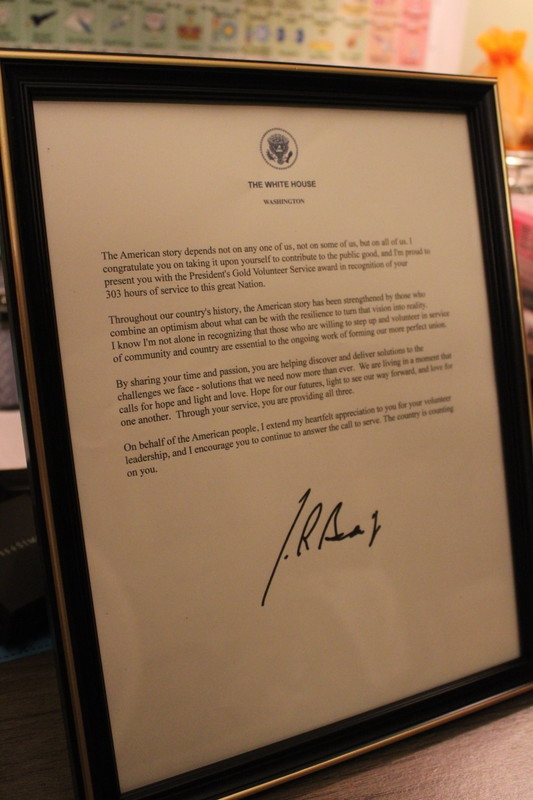 THE WHITE HOUSE
WASHINGTON
The American story depends not on any one of us, not on some of us, but on all of us. I
congratulate you on taking it upon yourself to contribute to the public good, and I'm proud to
present you with the President's Gold Volunteer Service award in recognition of your
303 hours of service to this great Nation.
Throughout our country's history, the American story has been strengthened by those who
combine an optimism about what can be with the resilience to turn that vision into reality.
I know I'm not alone in recognizing that those who are willing to step up and volunteer in service
of community and country are essential to the ongoing work of forming our more perfect union.
By sharing your time and passion, you are helping discover and deliver solutions to the
challenges we face - solutions that we need now more than ever. We are living in a moment that
calls for hope and light and love. Hope for our futures, light to see our way forward, and love for
one another. Through your service, you are providing all three.
On behalf of the American people, I extend my heartfelt appreciation to you for your volunteer
leadership, and I encourage you to continue to answer the call to serve. The country is counting
on you.